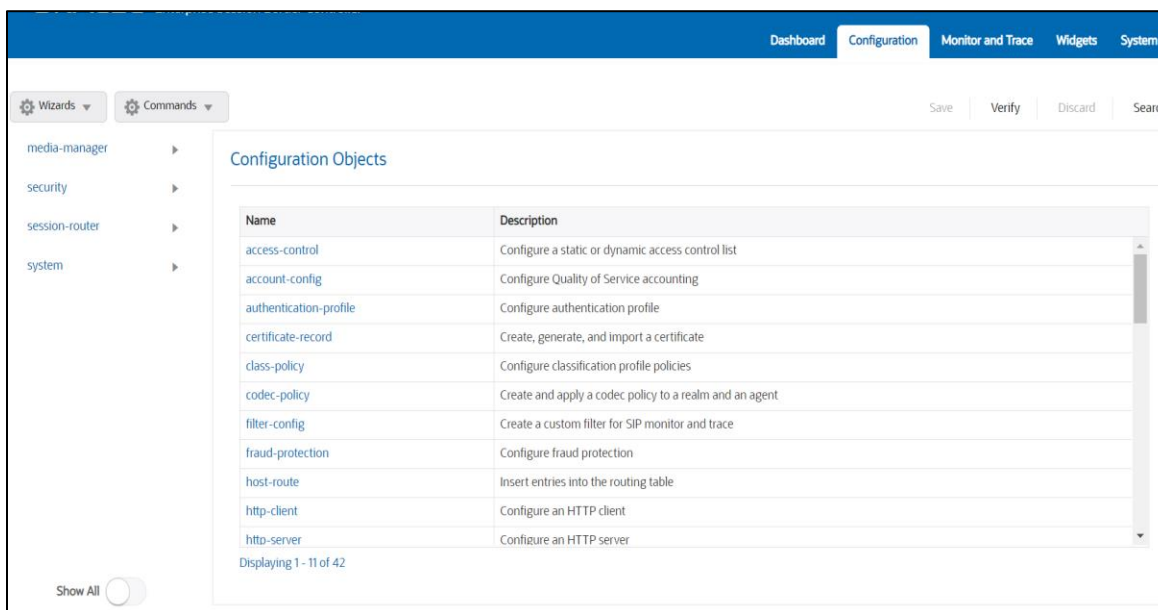 Enterprise Session Border Controller
Dashboard Configuration Monitor and Trace Widgets System
Wizards Commands Save Verify Discard
media-manager
security
session-router
system
Configuration Objects
Name Description
access-control Configure a static or dynamic access control list
account-config Configure Quality of Service accounting
authentication-profile Configure authentication profile
certificate-record Create, generate, and import a certificate
class-policy Configure classification profile policies
codec-policy Create and apply a codec policy to a realm and an agent
filter-config Create a custom filter for SIP monitor and trace
fraud-protection Configure fraud protection
host-route Insert entries into the routing table
http-client Configure an HTTP client
http-server Configure an HTTP server
Displaying 1 - 11 of 42
Show All